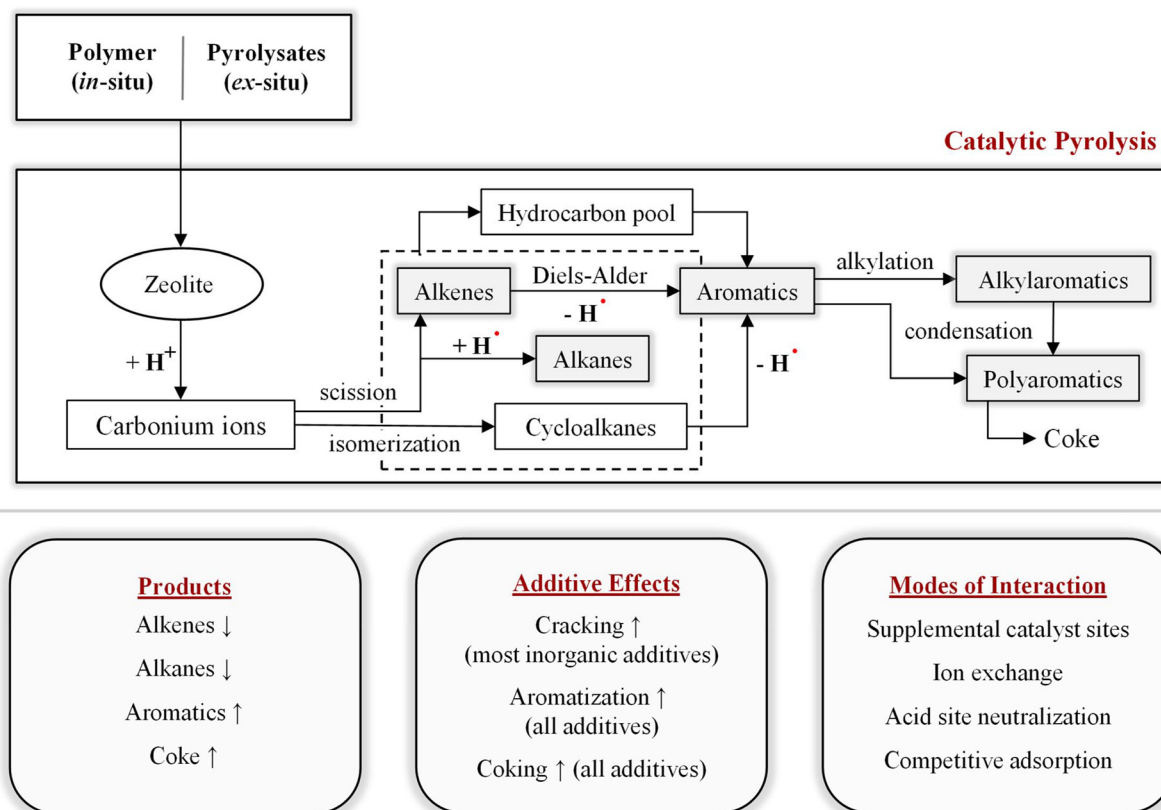 Polymer
(in-situ)
Pyrolysates
(ex-situ)
Catalytic Pyrolysis
Hydrocarbon pool
Zeolite
Alkenes
Diels-Alder
- H•
Aromatics
alkylation
Alkylaromatics
+ H+
+ H•
Alkanes
- H•
condensation
Polyaromatics
scission
Carbonium ions
isomerization
Cycloalkanes
Coke
Products
Alkenes ↓
Alkanes ↓
Aromatics ↑
Coke ↑
Additive Effects
Cracking ↑
(most inorganic additives)
Aromatization ↑
(all additives)
Coking ↑ (all additives)
Modes of Interaction
Supplemental catalyst sites
Ion exchange
Acid site neutralization
Competitive adsorption